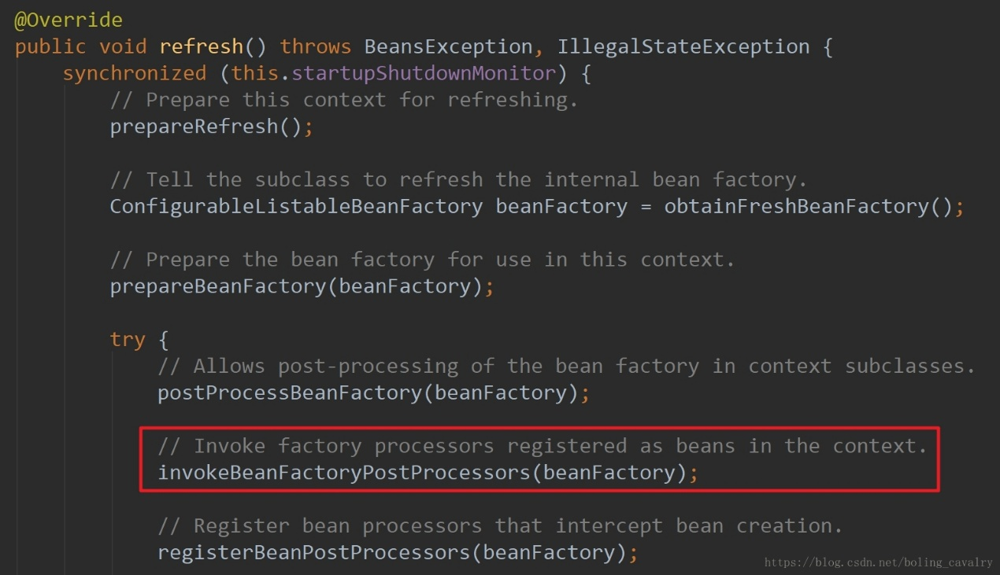 @Override
public void refresh() throws BeansException, IllegalStateException {
synchronized (this.startupShutdownMonitor) {
// Prepare this context for refreshing.
prepareRefresh();
// Tell the subclass to refresh the internal bean factory.
ConfigurableListableBeanFactory beanFactory = obtainFreshBeanFactory();
// Prepare the bean factory for use in this context.
prepareBeanFactory(beanFactory);
try {
// Allows post-processing of the bean factory in context subclasses.
postProcessBeanFactory(beanFactory);
// Invoke factory processors registered as beans in the context.
invokeBeanFactoryPostProcessors(beanFactory);
// Register bean processors that intercept bean creation.
registerBeanPostProcessors(beanFactory);
https://blog.csdn.net/boling_cavalry